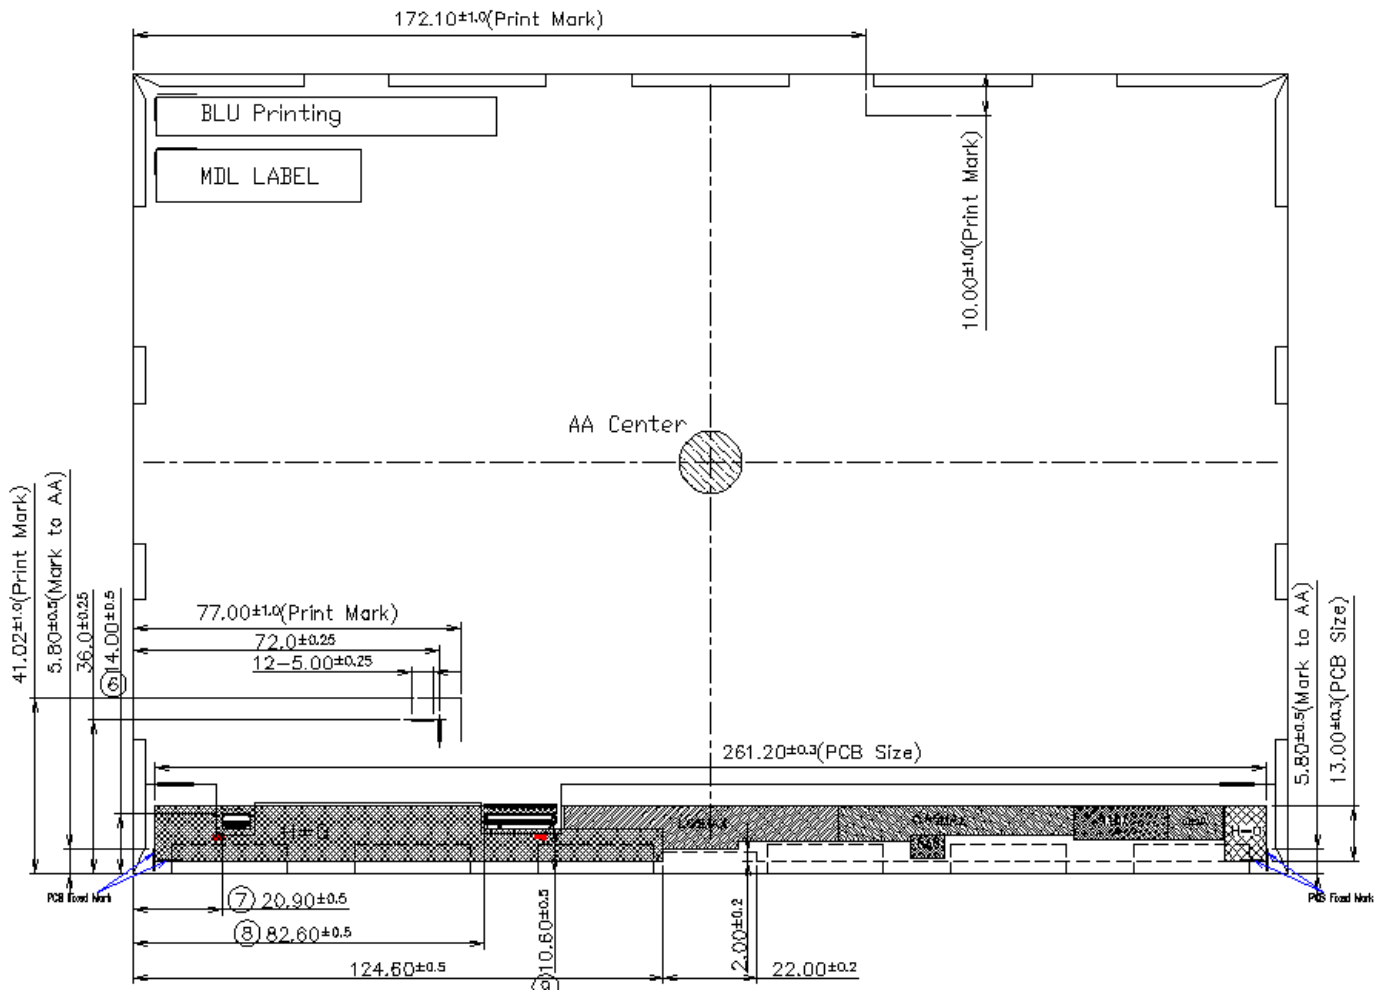 172.10±1.0(Print Mark)
BLU Printing
MDL LABEL
10.00±1.0(Print Mark)
AA Center
41.02±1.0(Print Mark)
5.80±0.5(Mark to AA)
36.0±0.25
14.00±0.5
6
77.00±1.0(Print Mark)
72.0±0.25
12-5.00±0.25
261.20±0.3(PCB Size)
5.80±0.5(Mark to AA)
13.00±0.3(PCB Size)
PCB Fixed Mark
PCB Fixed Mark
7 20.90±0.5
8 82.60±0.5
10.60±0.5
9
2.00±0.2
124.60±0.5
22.00±0.2